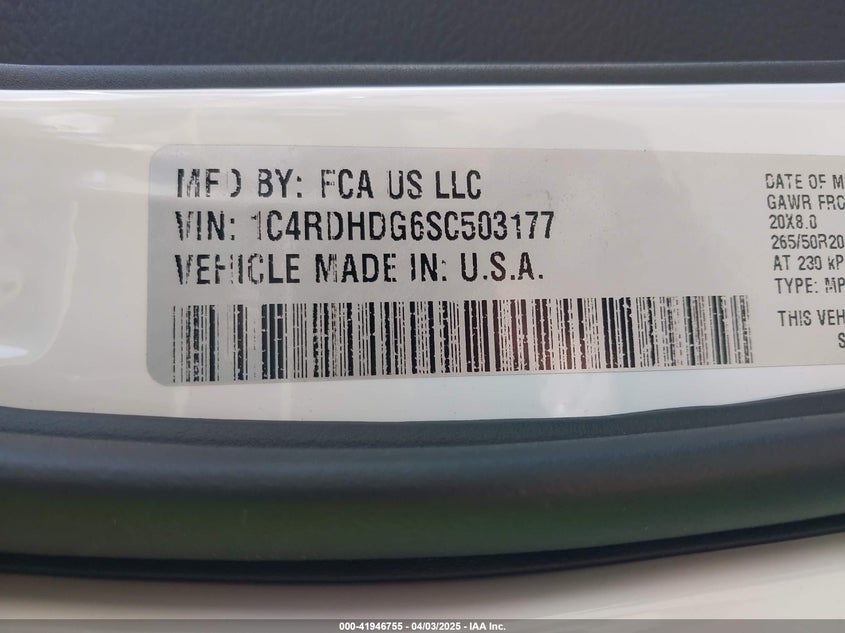 MFD BY: FCA US LLC
VIN: 1C4RDHDG6SC503177
VEHICLE MADE IN: U.S.A.
DATE OF M
GAWR FRC
20X8.0
265/50R20
AT 230 kP
TYPE: MP
THIS VEH
S
000-41946755 - 04/03/2025 - IAA Inc.